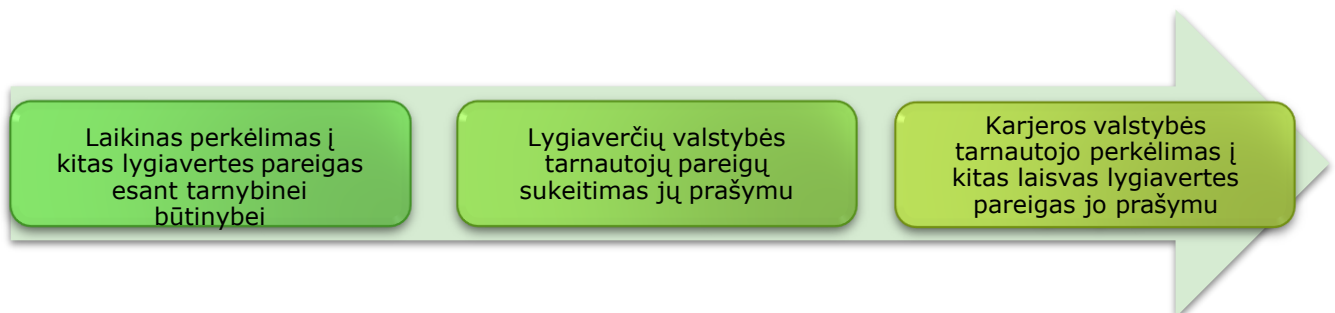 Laikinas perkėlimas į
kitas lygiavertes pareigas
esant tarnybinei
būtinybei
Lygiaverčių valstybės
tarnautojų pareigų
sukeitimas jų prašymu
Karjeros valstybės
tarnautojo perkėlimas į
kitas laisvas lygiavertes
pareigas jo prašymu